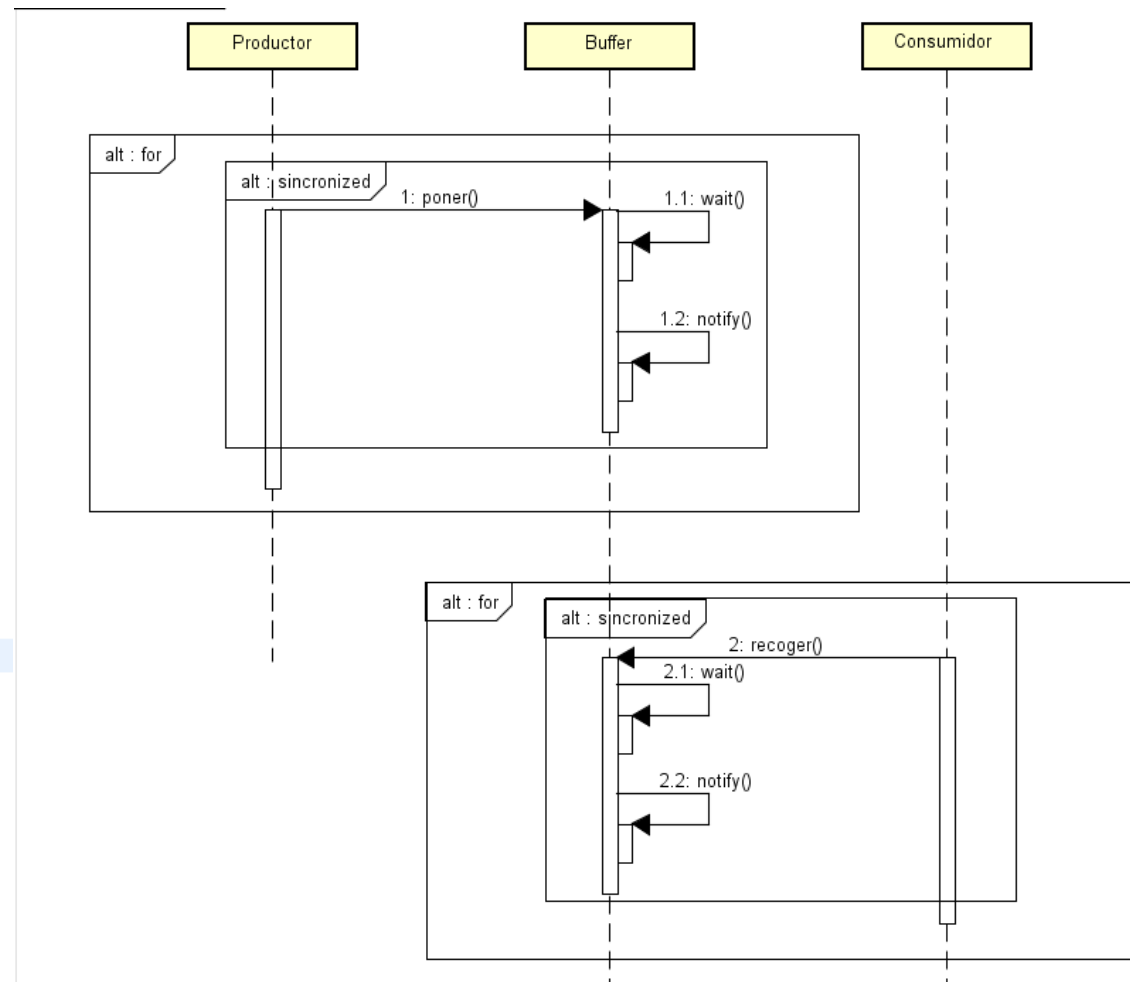 Productor
Buffer
Consumidor
alt : for
alt : sincronized
1: poner()
1.1: wait()
1.2: notify()
alt : for
alt : sincronized
2: recoger()
2.1: wait()
2.2: notify()